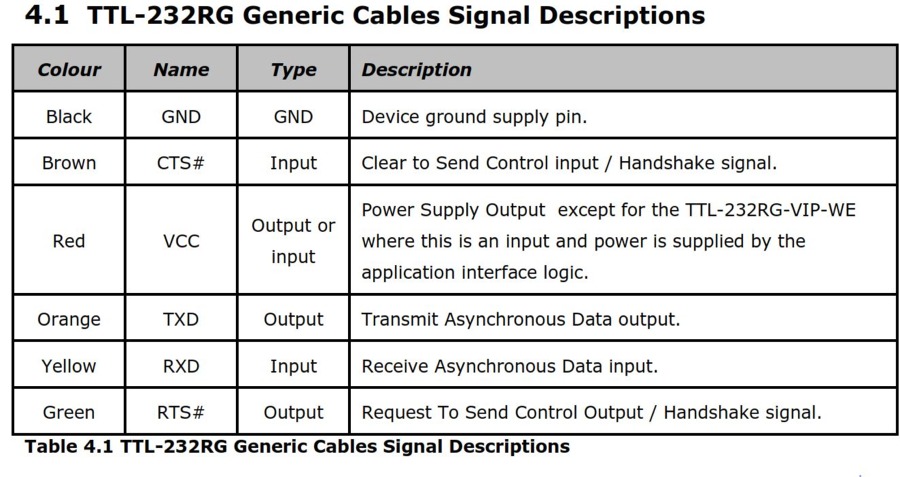 4.1 TTL-232RG Generic Cables Signal Descriptions
Colour Name Type Description
Black GND GND Device ground supply pin.
Brown CTS# Input Clear to Send Control input / Handshake signal.
Red VCC Output or input Power Supply Output except for the TTL-232RG-VIP-WE
where this is an input and power is supplied by the
application interface logic.
Orange TXD Output Transmit Asynchronous Data output.
Yellow RXD Input Receive Asynchronous Data input.
Green RTS# Output Request To Send Control Output / Handshake signal.
Table 4.1 TTL-232RG Generic Cables Signal Descriptions